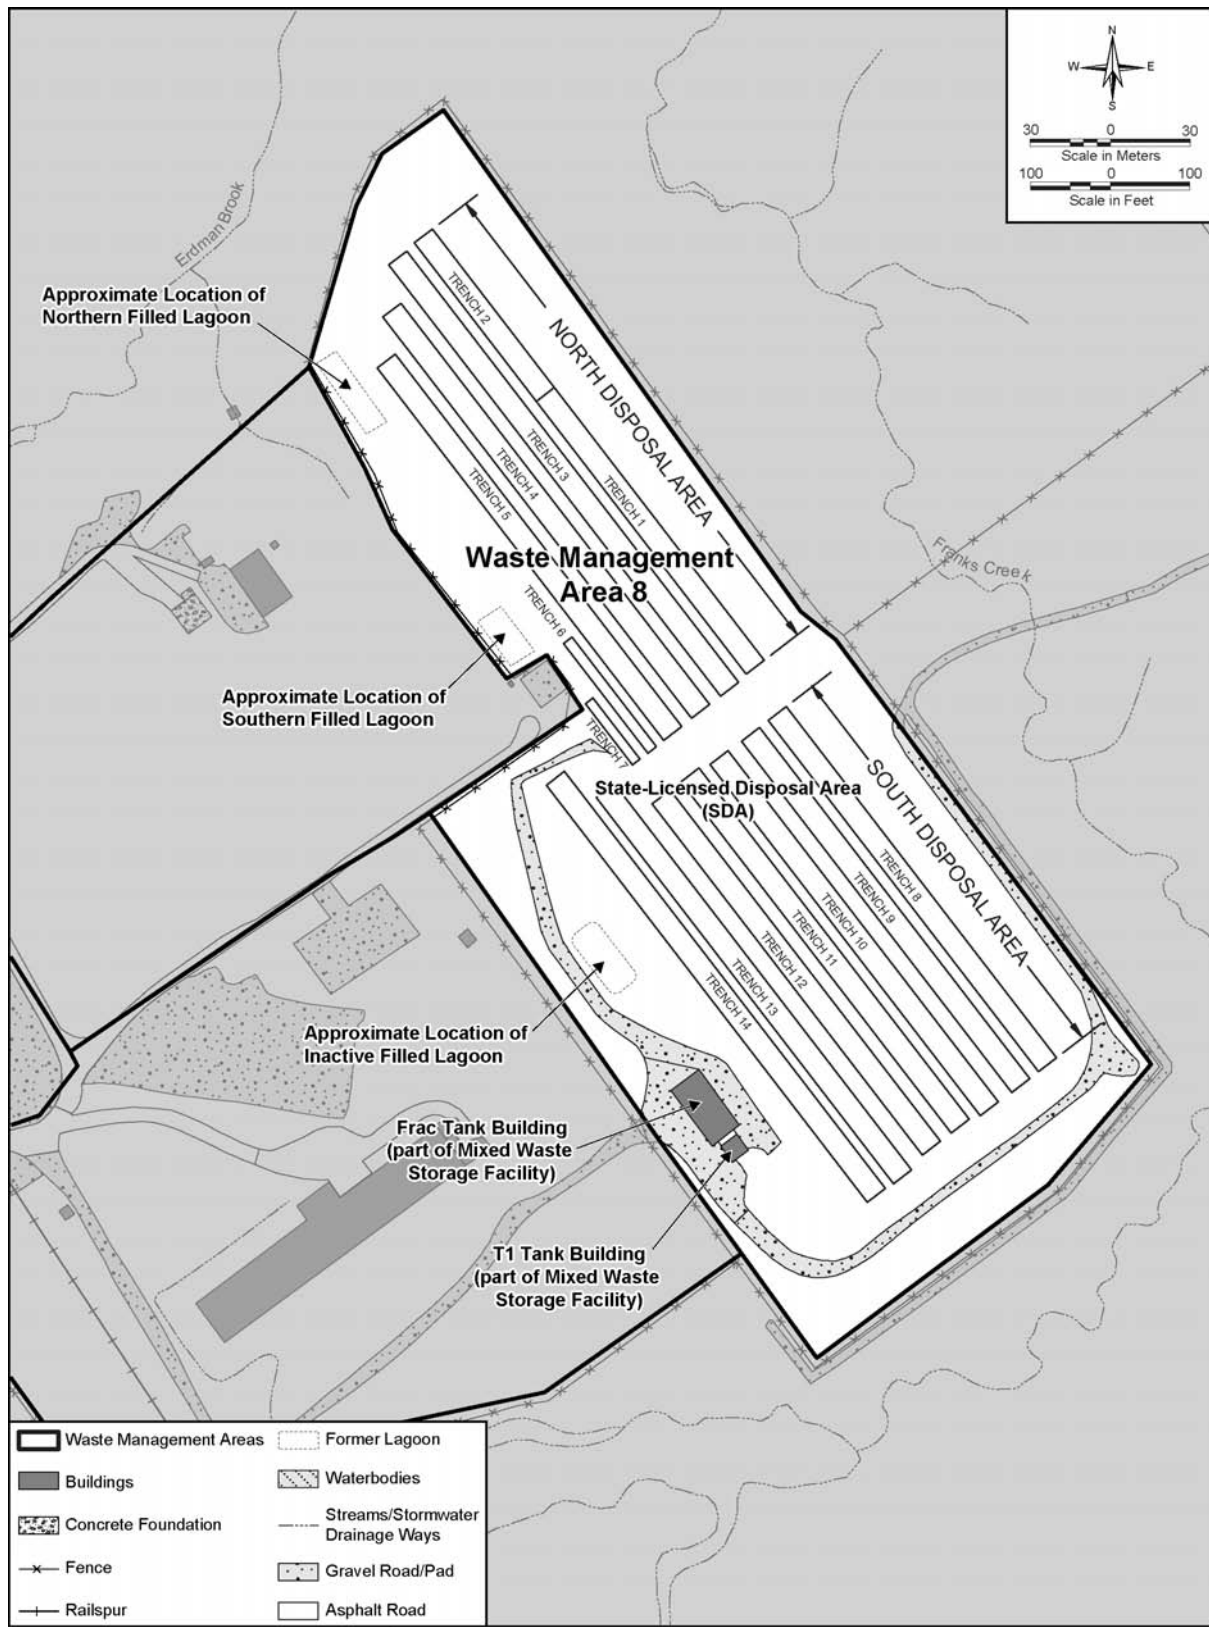 N
W E
S
30 0 30
Scale in Meters
100 0 100
Scale in Feet
Erdman Brook
Approximate Location of
Northern Filled Lagoon
TRENCH 2
NORTH DISPOSAL AREA
TRENCH 3
TRENCH 4
TRENCH 5
TRENCH 1
Waste Management
Area 8
Franks Creek
TRENCH 6
Approximate Location of
Southern Filled Lagoon
TRENCH 7
State-Licensed Disposal Area
(SDA)
SOUTH DISPOSAL AREA
TRENCH 8
TRENCH 9
TRENCH 10
TRENCH 11
TRENCH 12
TRENCH 13
TRENCH 14
Approximate Location of
Inactive Filled Lagoon
Frac Tank Building
(part of Mixed Waste
Storage Facility)
T1 Tank Building
(part of Mixed Waste
Storage Facility)
Waste Management Areas
Buildings
Concrete Foundation
Fence
Railspur
Former Lagoon
Waterbodies
Streams/Stormwater
Drainage Ways
Gravel Road/Pad
Asphalt Road